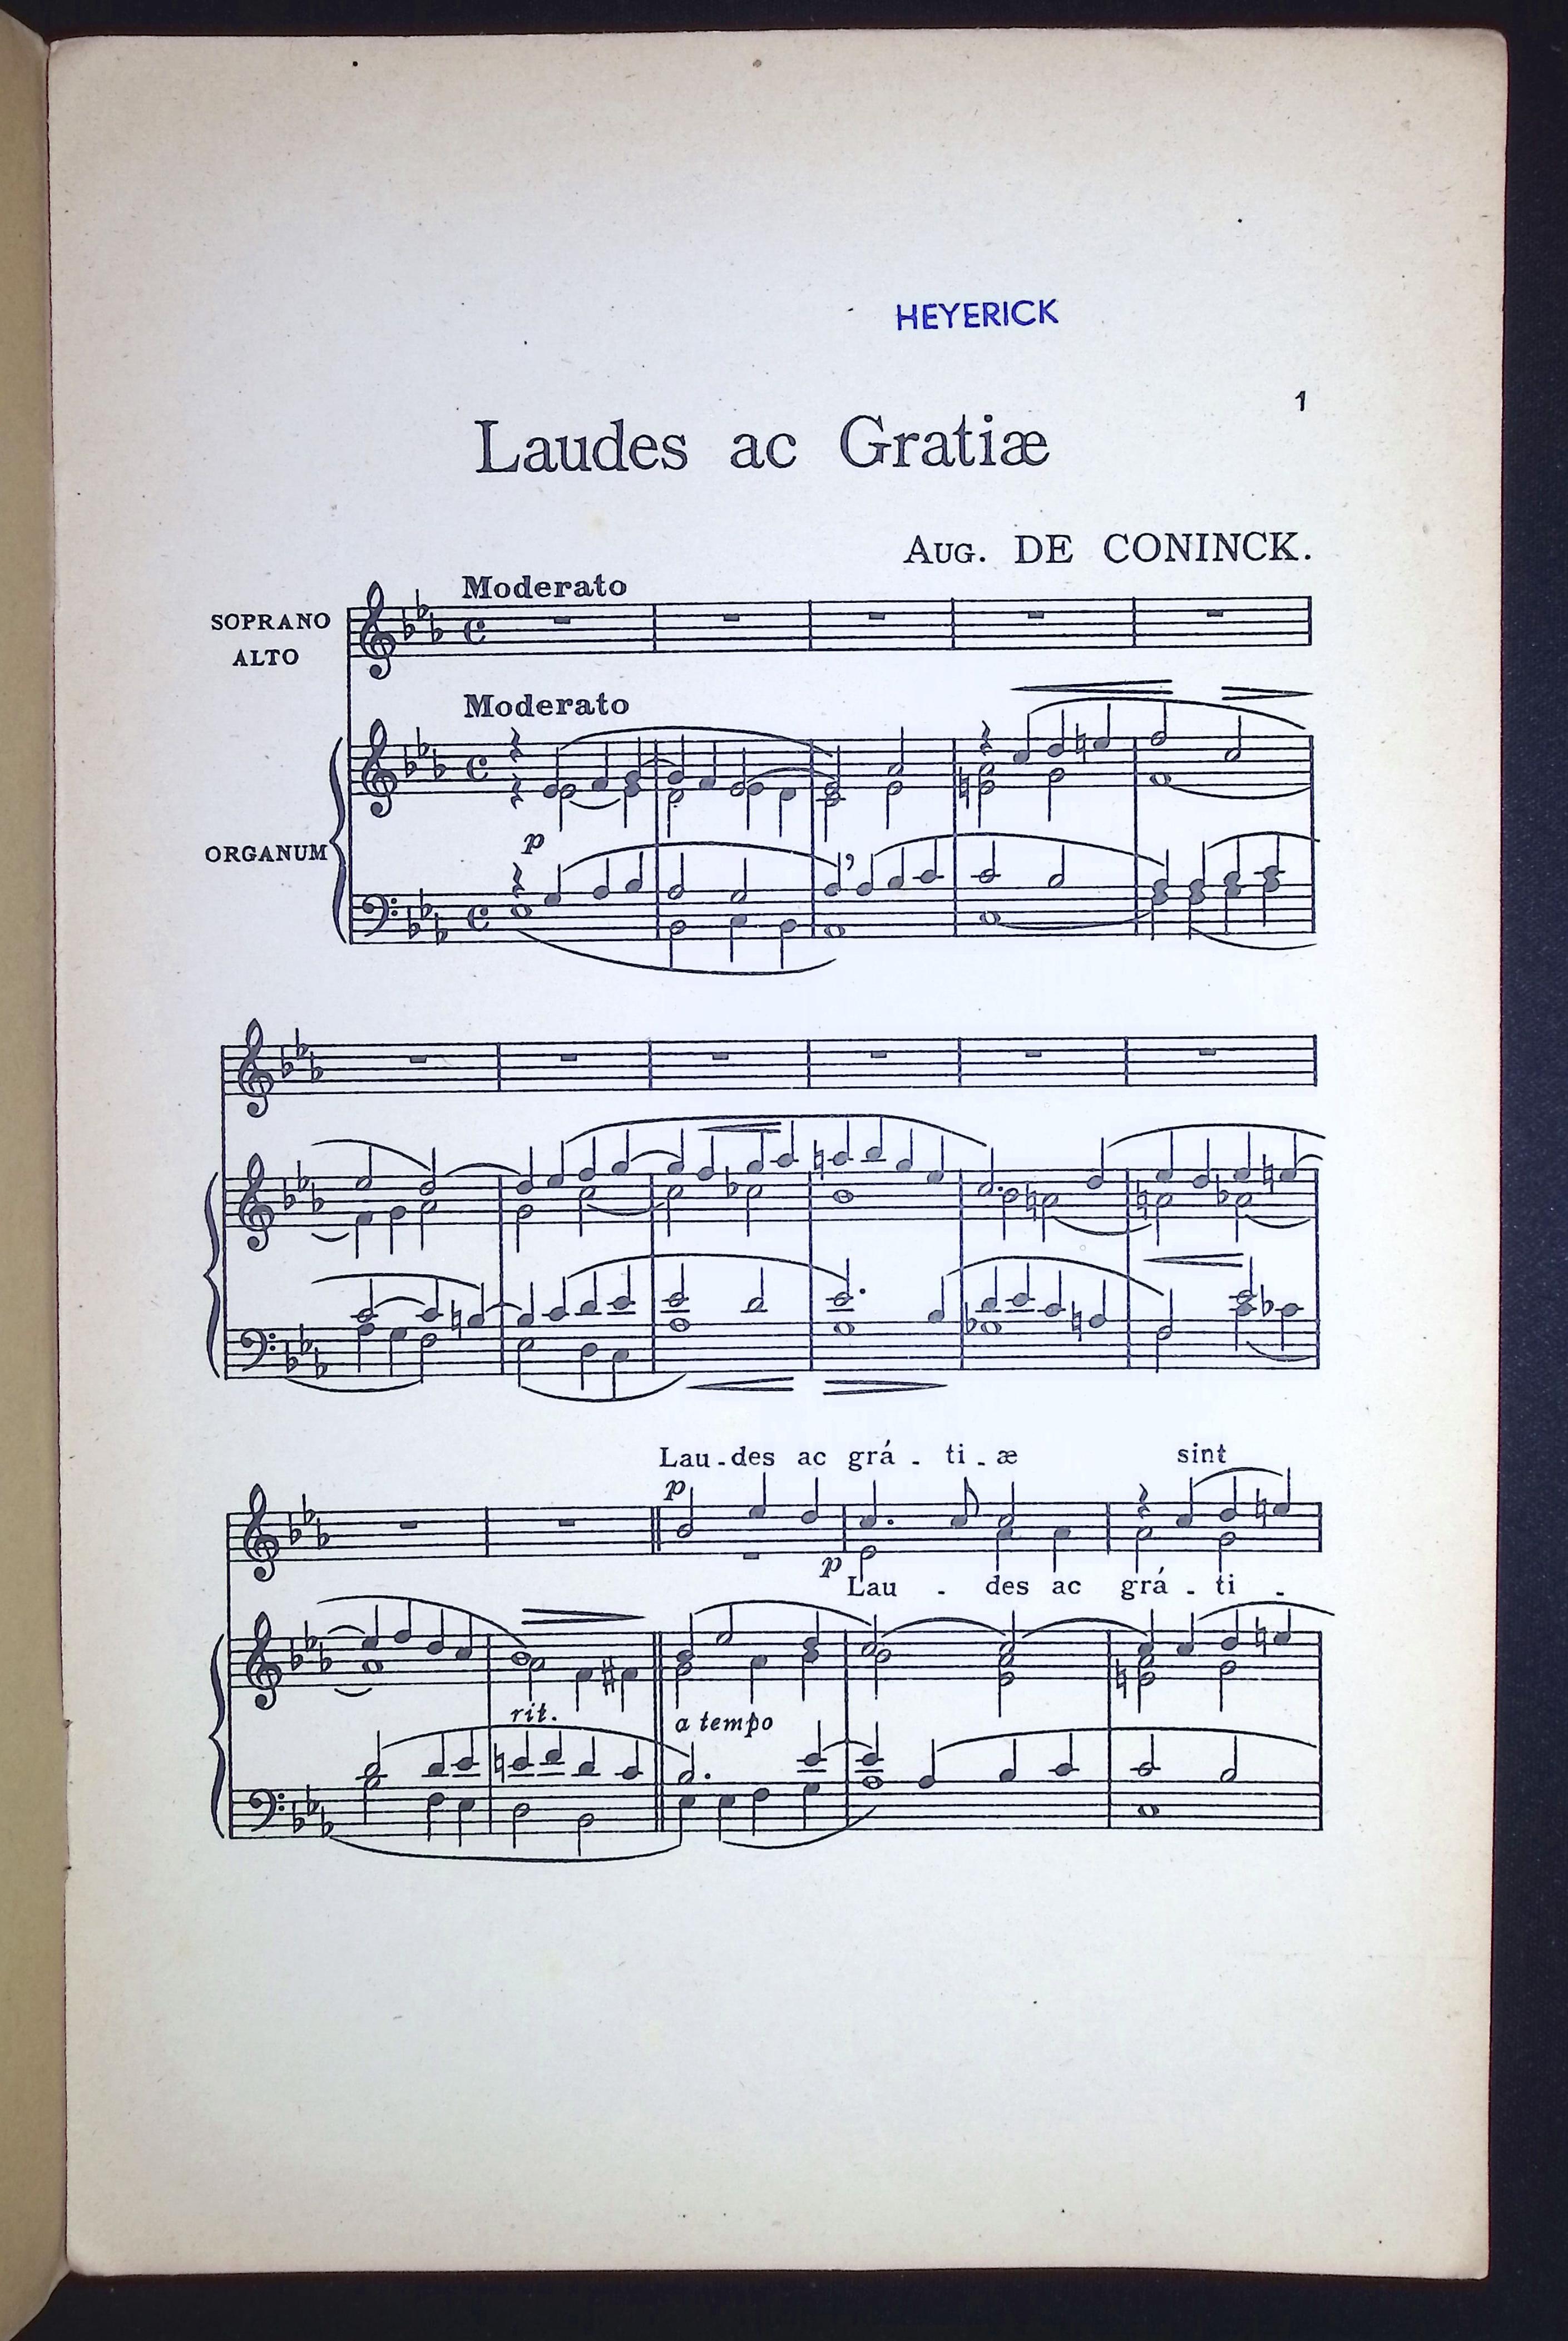 HEYERICK
1
Laudes ac Gratiæ
AUG. DE CONINCK.
Moderato
SOPRANO
ALTO
Moderato
ORGANUM
p
Lau-des ac grá - ti - æ sint
p
p
Lau - des ac grá - ti -
rit.
a tempo